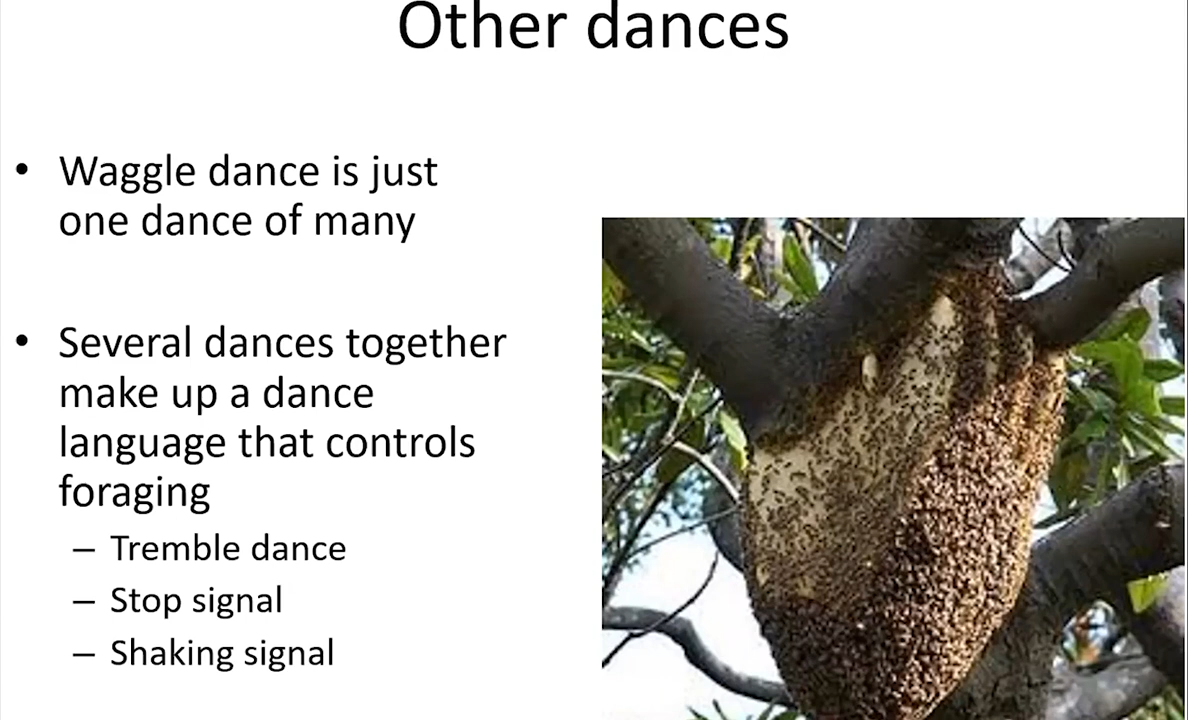 Other dances
• Waggle dance is just
one dance of many
• Several dances together
make up a dance
language that controls
foraging
– Tremble dance
– Stop signal
– Shaking signal